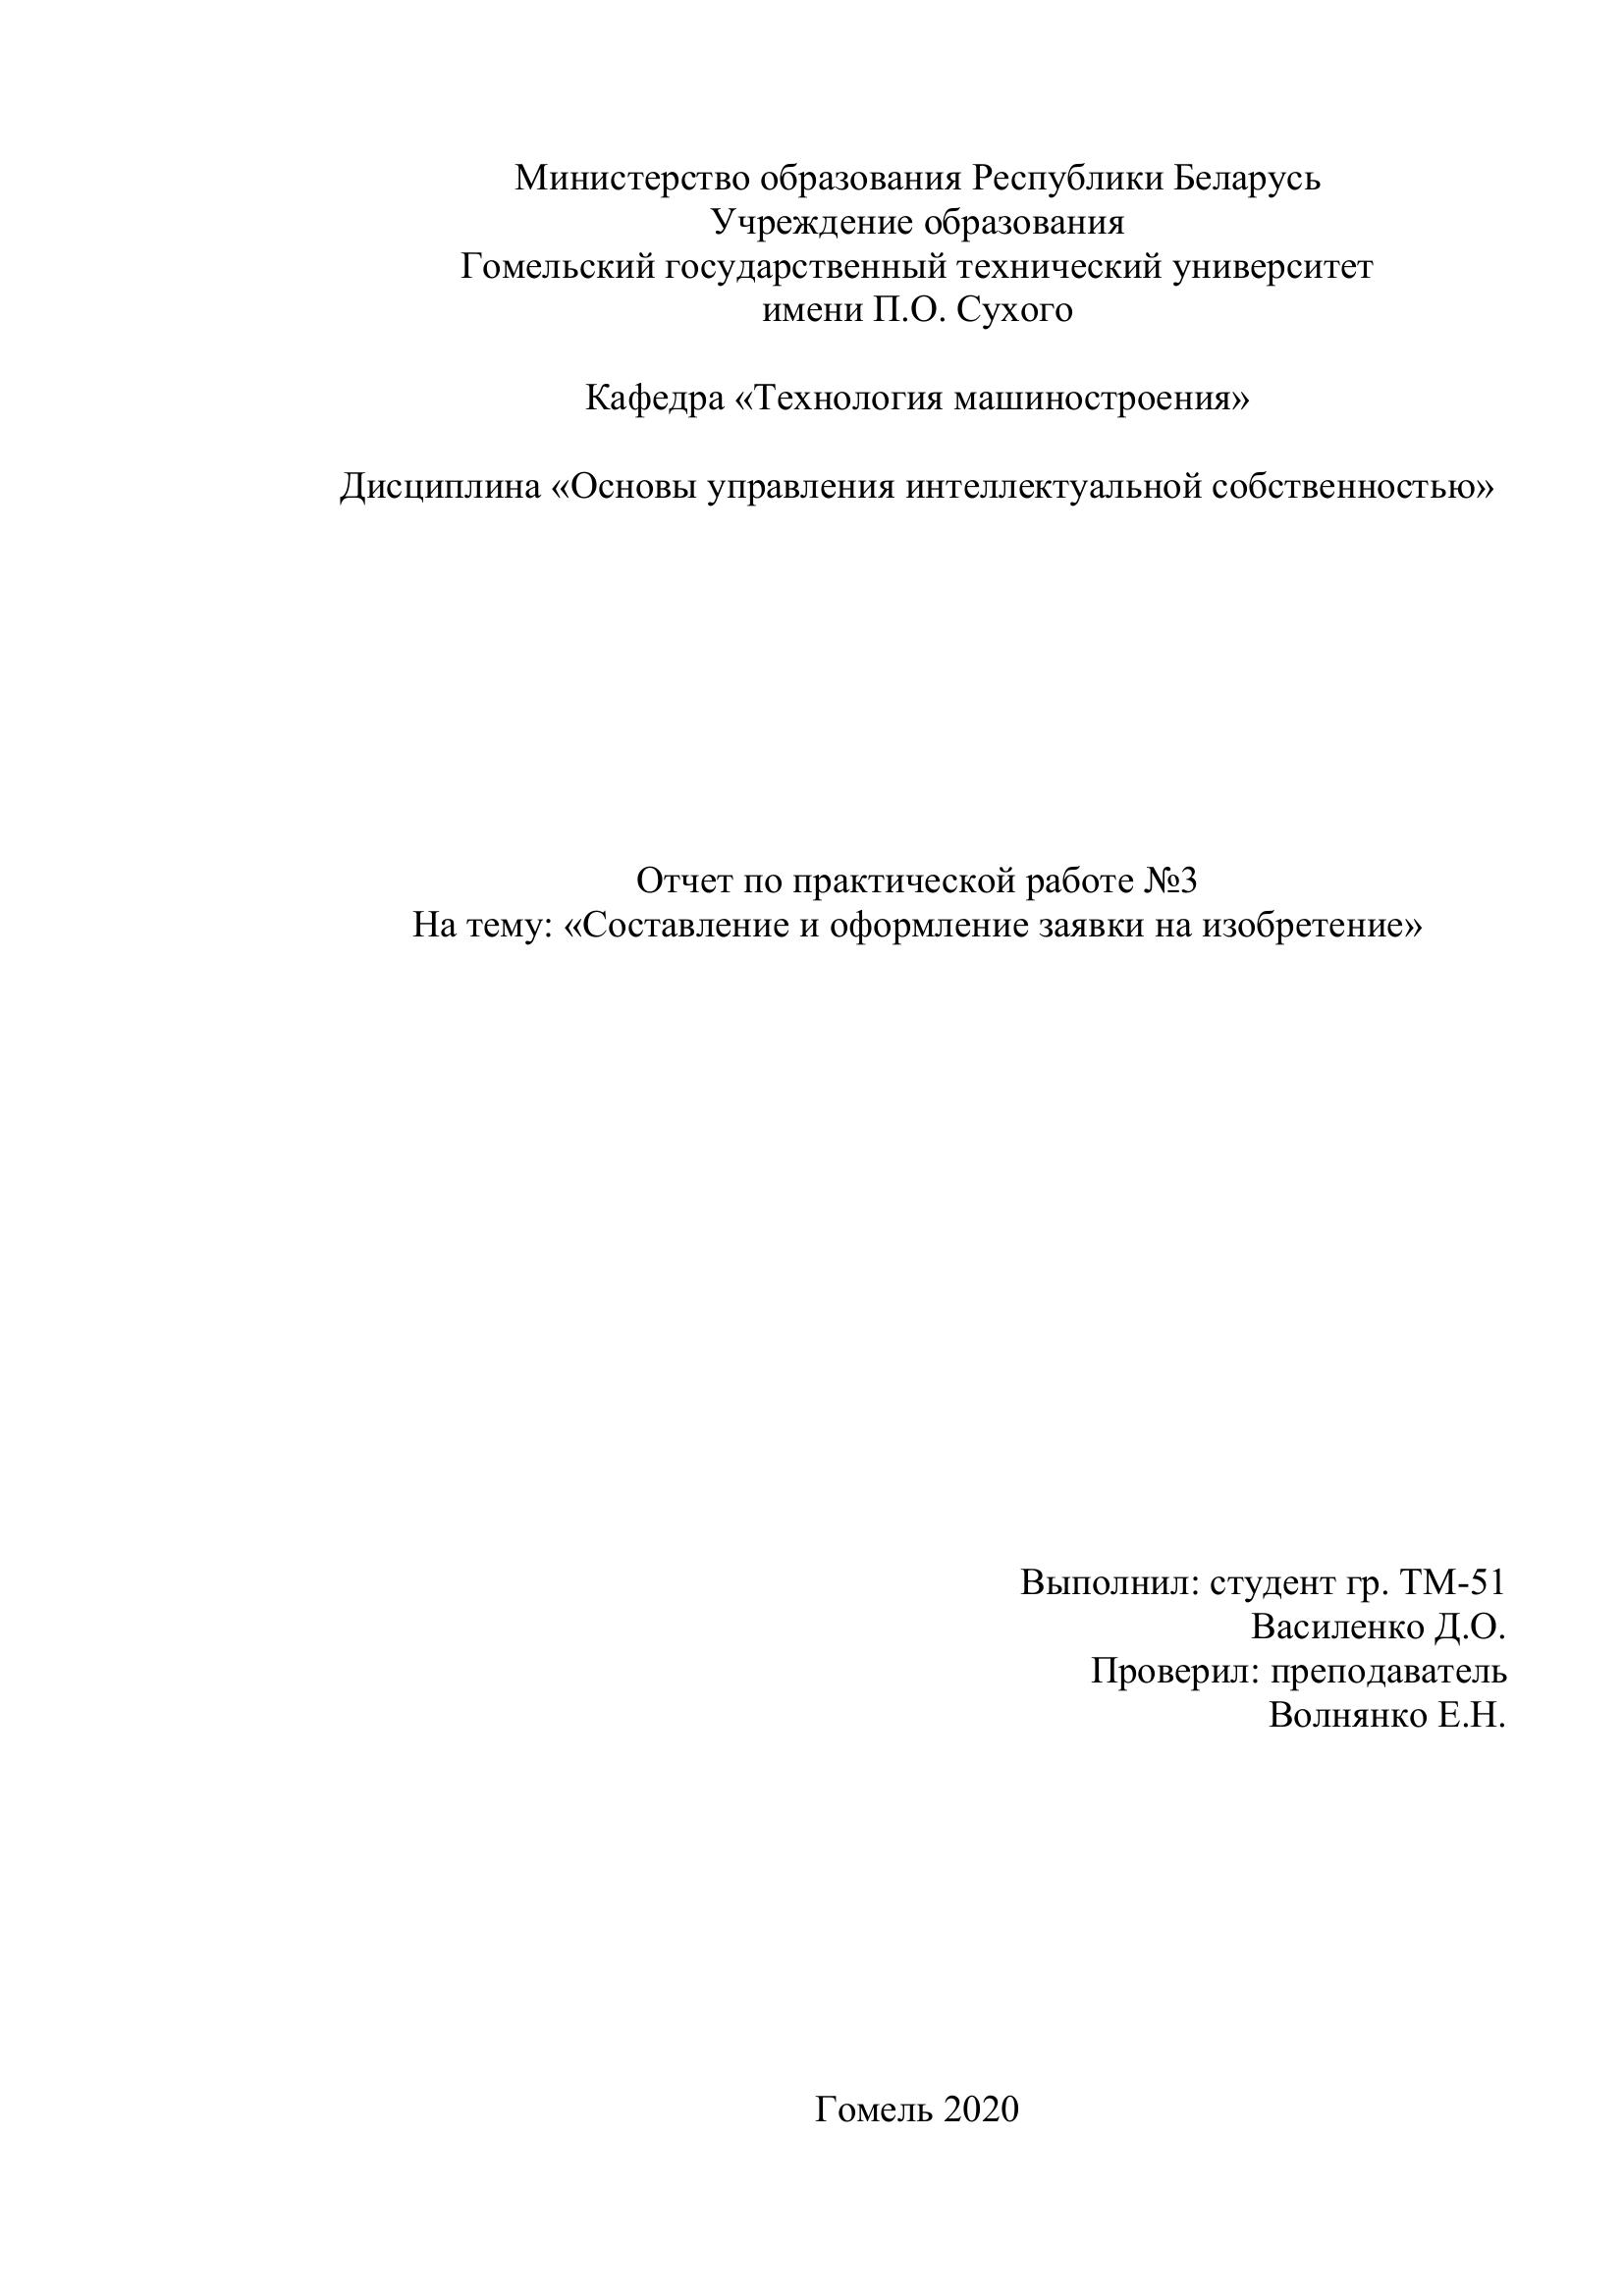 Министерство образования Республики Беларусь
Учреждение образования
Гомельский государственный технический университет
имени П.О. Сухого
Кафедра «Технология машиностроения»
Дисциплина «Основы управления интеллектуальной собственностью»
Отчет по практической работе №3
На тему: «Составление и оформление заявки на изобретение»
Выполнил: студент гр. ТМ-51
Василенко Д.О.
Проверил: преподаватель
Волнянко Е.Н.
Гомель 2020